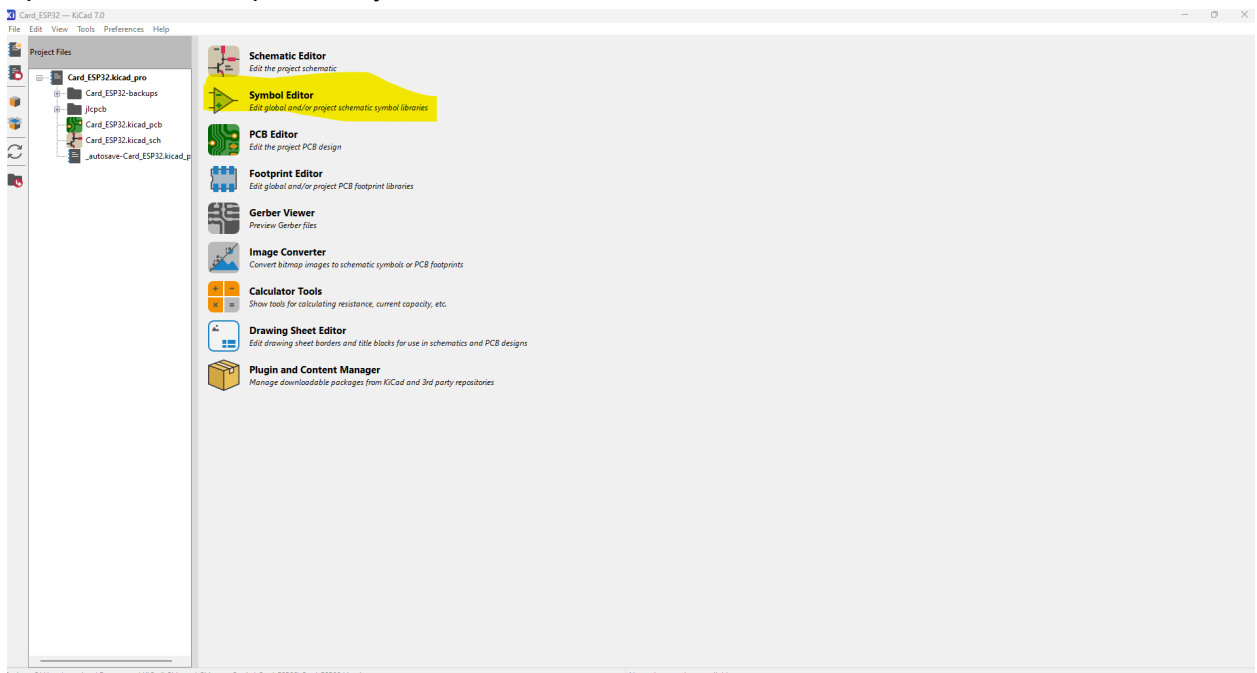 Card_ESP32 — KiCad 7.0
File Edit View Tools Preferences Help
Project Files
Card_ESP32.kicad_pro
Card_ESP32-backups
jlcpcb
Card_ESP32.kicad_pcb
Card_ESP32.kicad_sch
_autosave-Card_ESP32.kicad_p
Schematic Editor
Edit the project schematic
Symbol Editor
Edit global and/or project schematic symbol libraries
PCB Editor
Edit the project PCB design
Footprint Editor
Edit global and/or project PCB footprint libraries
Gerber Viewer
Preview Gerber files
Image Converter
Convert bitmap images to schematic symbols or PCB footprints
Calculator Tools
Show tools for calculating resistance, current capacity, etc.
Drawing Sheet Editor
Edit drawing sheet borders and title blocks for use in schematics and PCB designs
Plugin and Content Manager
Manage downloadable packages from KiCad and 3rd party repositories